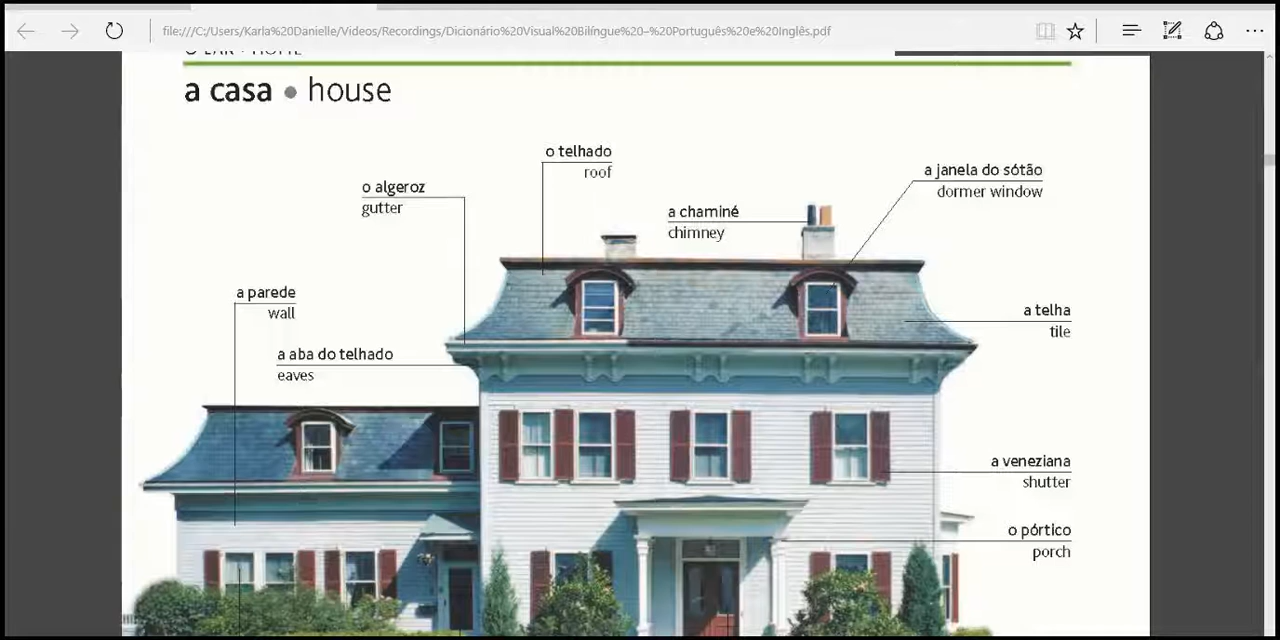 file:///C:/Users/Karla%20Danielle/Videos/Recordings/Dicionário%20Visual%20Bilíngue%20–%20Português%20e%20Inglês.pdf
O LAR • HOME
a casa • house
o telhado
roof
a janela do sótão
dormer window
o algeroz
gutter
a chaminé
chimney
a parede
wall
a telha
tile
a aba do telhado
eaves
a veneziana
shutter
o pórtico
porch